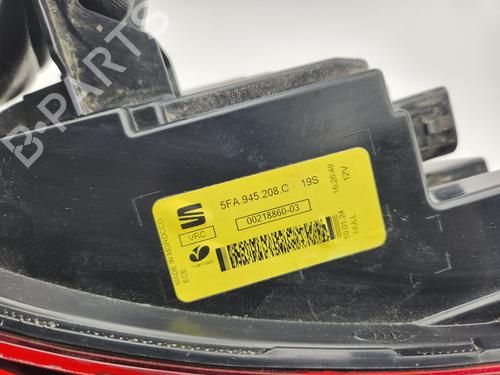 B-PARTS
5FA.945.208.C 19S
VRC
00218860-03
MADE IN MOROCCO
ECE
16:26:49
12V
10.01.24
NULL